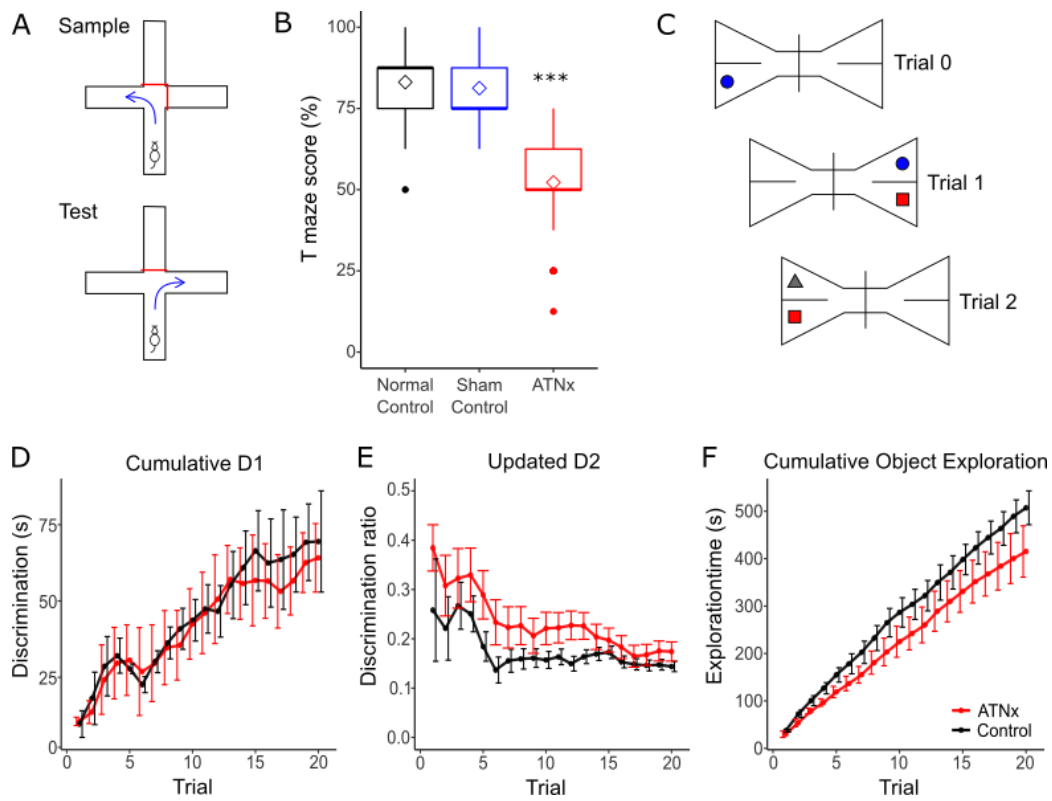 A
Sample
Test
B
T maze score (%)
100
75
50
25
0
***
Normal
Control
Sham
Control
ATNx
C
Trial 0
Trial 1
Trial 2
D
Cumulative D1
Discrimination (s)
75
50
25
0
0 5 10 15 20
Trial
E
Updated D2
Discrimination ratio
0.5
0.4
0.3
0.2
0.1
0.0
0 5 10 15 20
Trial
F
Cumulative Object Exploration
Explorationtime (s)
500
400
300
200
100
0
0 5 10 15 20
Trial
ATNx
Control